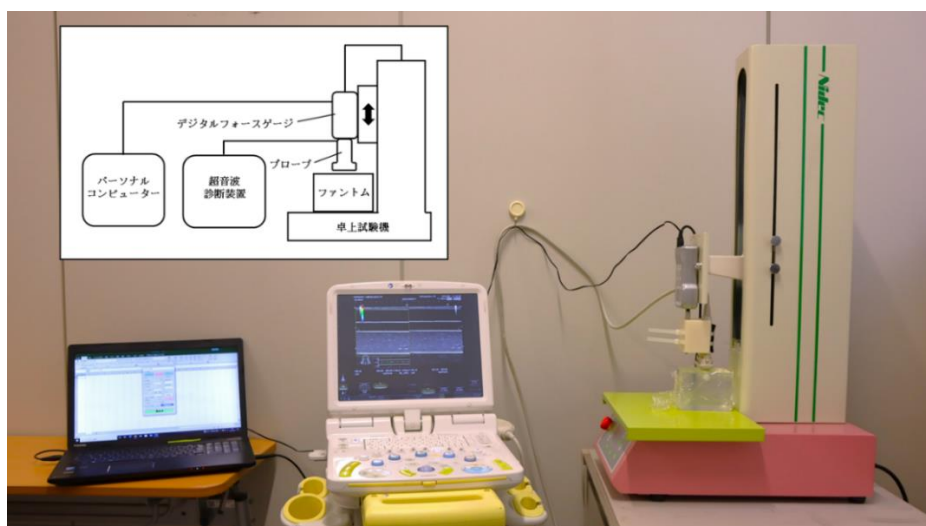 デジタルフォースゲージ
プローブ
パーソナル
コンピューター
超音波
診断装置
ファントム
卓上試験機
Nidec